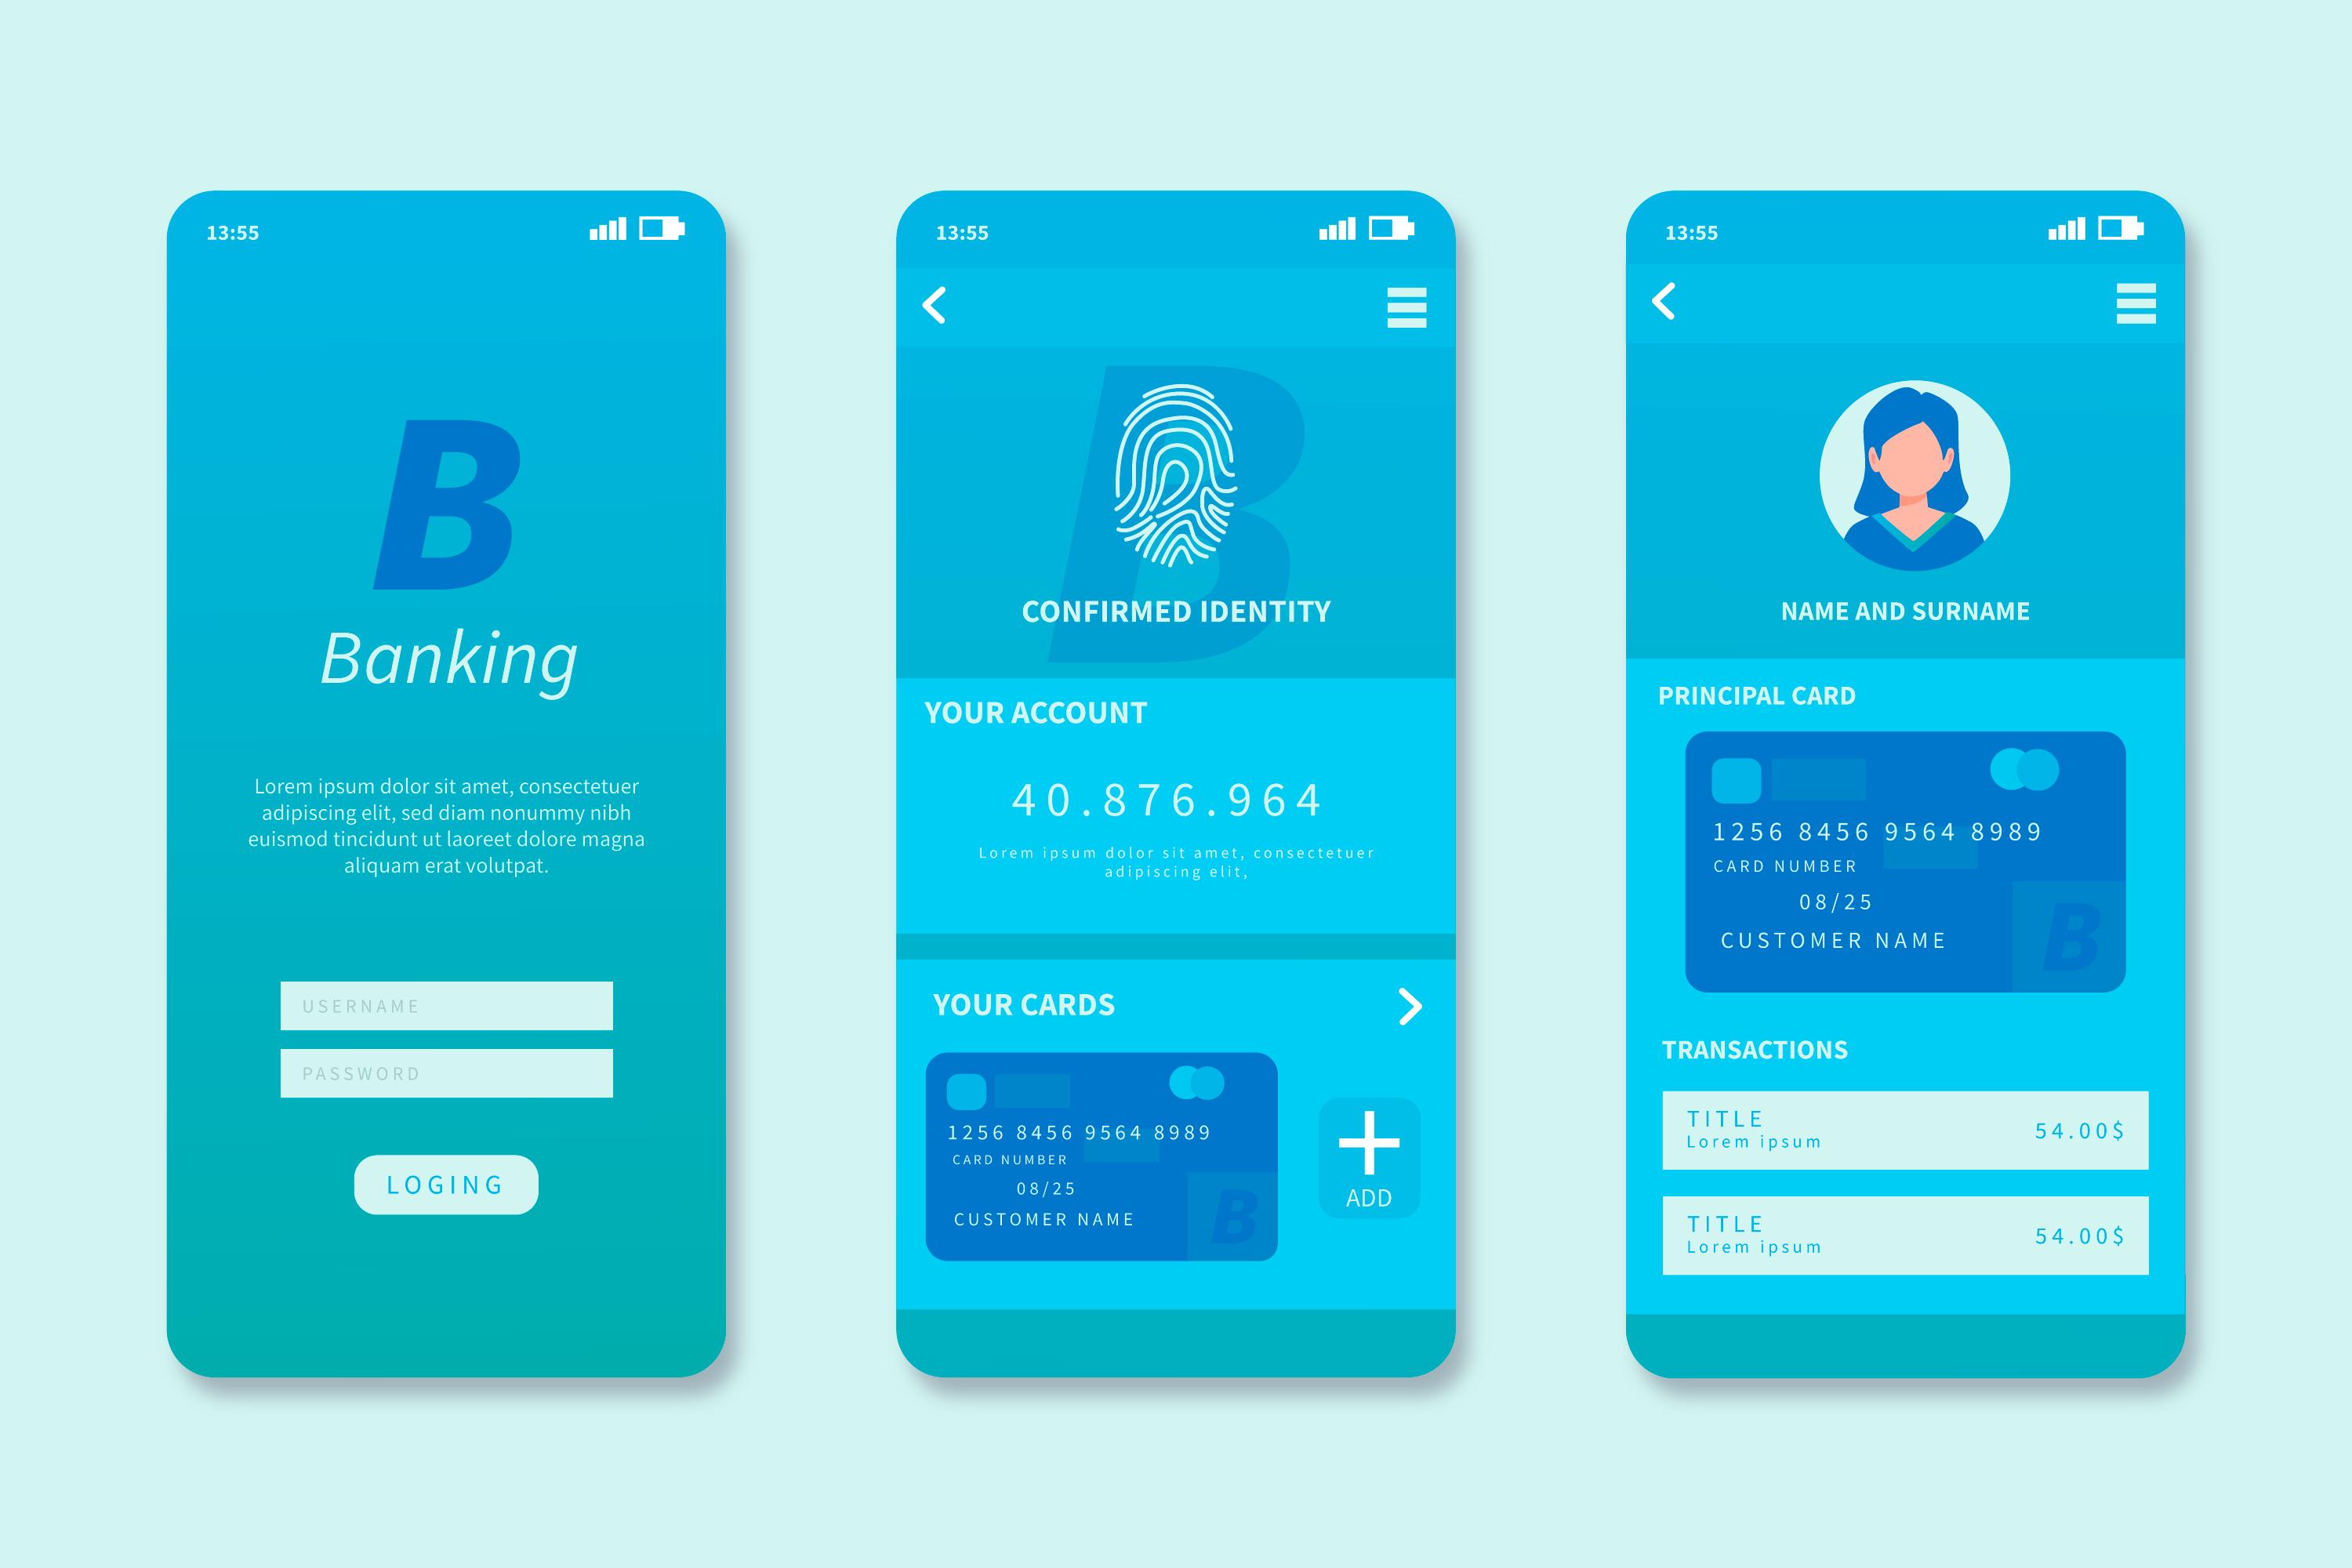 13:55
B
Banking
Lorem ipsum dolor sit amet, consectetuer
adipiscing elit, sed diam nonummy nibh
euismod tincidunt ut laoreet dolore magna
aliquam erat volutpat.
USERNAME
PASSWORD
LOGING
13:55
B
CONFIRMED IDENTITY
YOUR ACCOUNT
40.876.964
Lorem ipsum dolor sit amet, consectetuer
adipiscing elit,
YOUR CARDS
1256 8456 9564 8989
CARD NUMBER
08/25
CUSTOMER NAME
B
ADD
13:55
NAME AND SURNAME
PRINCIPAL CARD
1256 8456 9564 8989
CARD NUMBER
08/25
CUSTOMER NAME
B
TRANSACTIONS
TITLE
Lorem ipsum
54.00$
TITLE
Lorem ipsum
54.00$